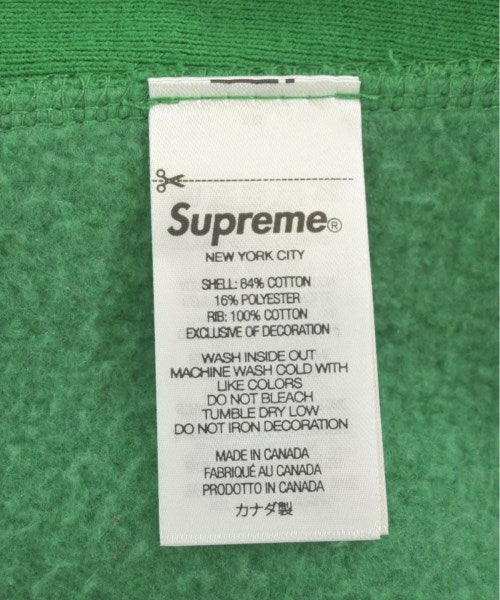 Supreme®
NEW YORK CITY
SHELL: 84% COTTON
16% POLYESTER
RIB: 100% COTTON
EXCLUSIVE OF DECORATION
WASH INSIDE OUT
MACHINE WASH COLD WITH
LIKE COLORS
DO NOT BLEACH
TUMBLE DRY LOW
DO NOT IRON DECORATION
MADE IN CANADA
FABRIQUÉ AU CANADA
PRODOTTO IN CANADA
カナダ製